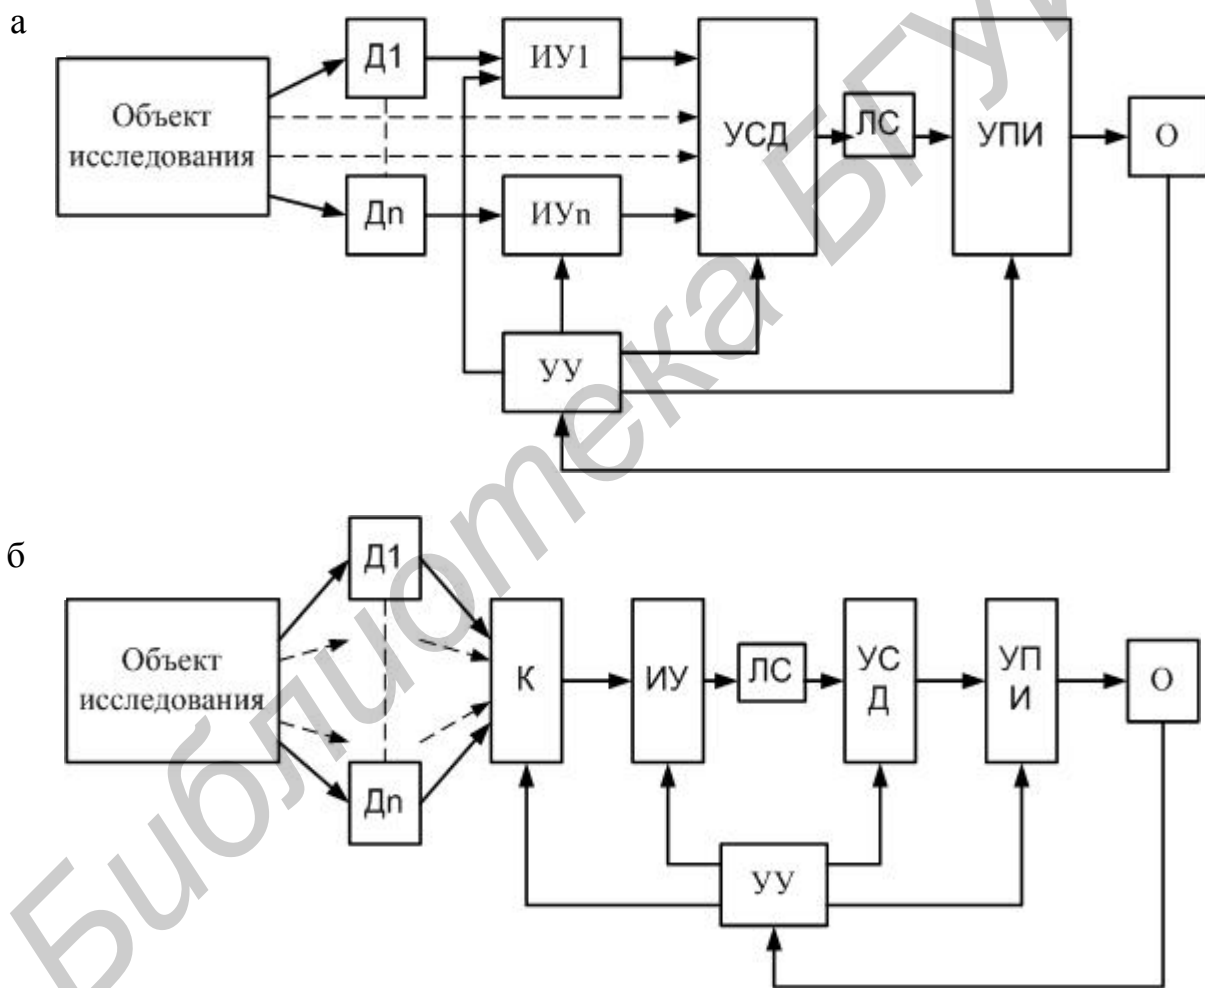 а
Объект
исследования
Д1
ИУ1
УСД
ЛС
УПИ
О
Дn
ИУn
УУ
б
Объект
исследования
Д1
К
ИУ
ЛС
УС
Д
УП
И
О
Дn
УУ
Библиотека БГУИ